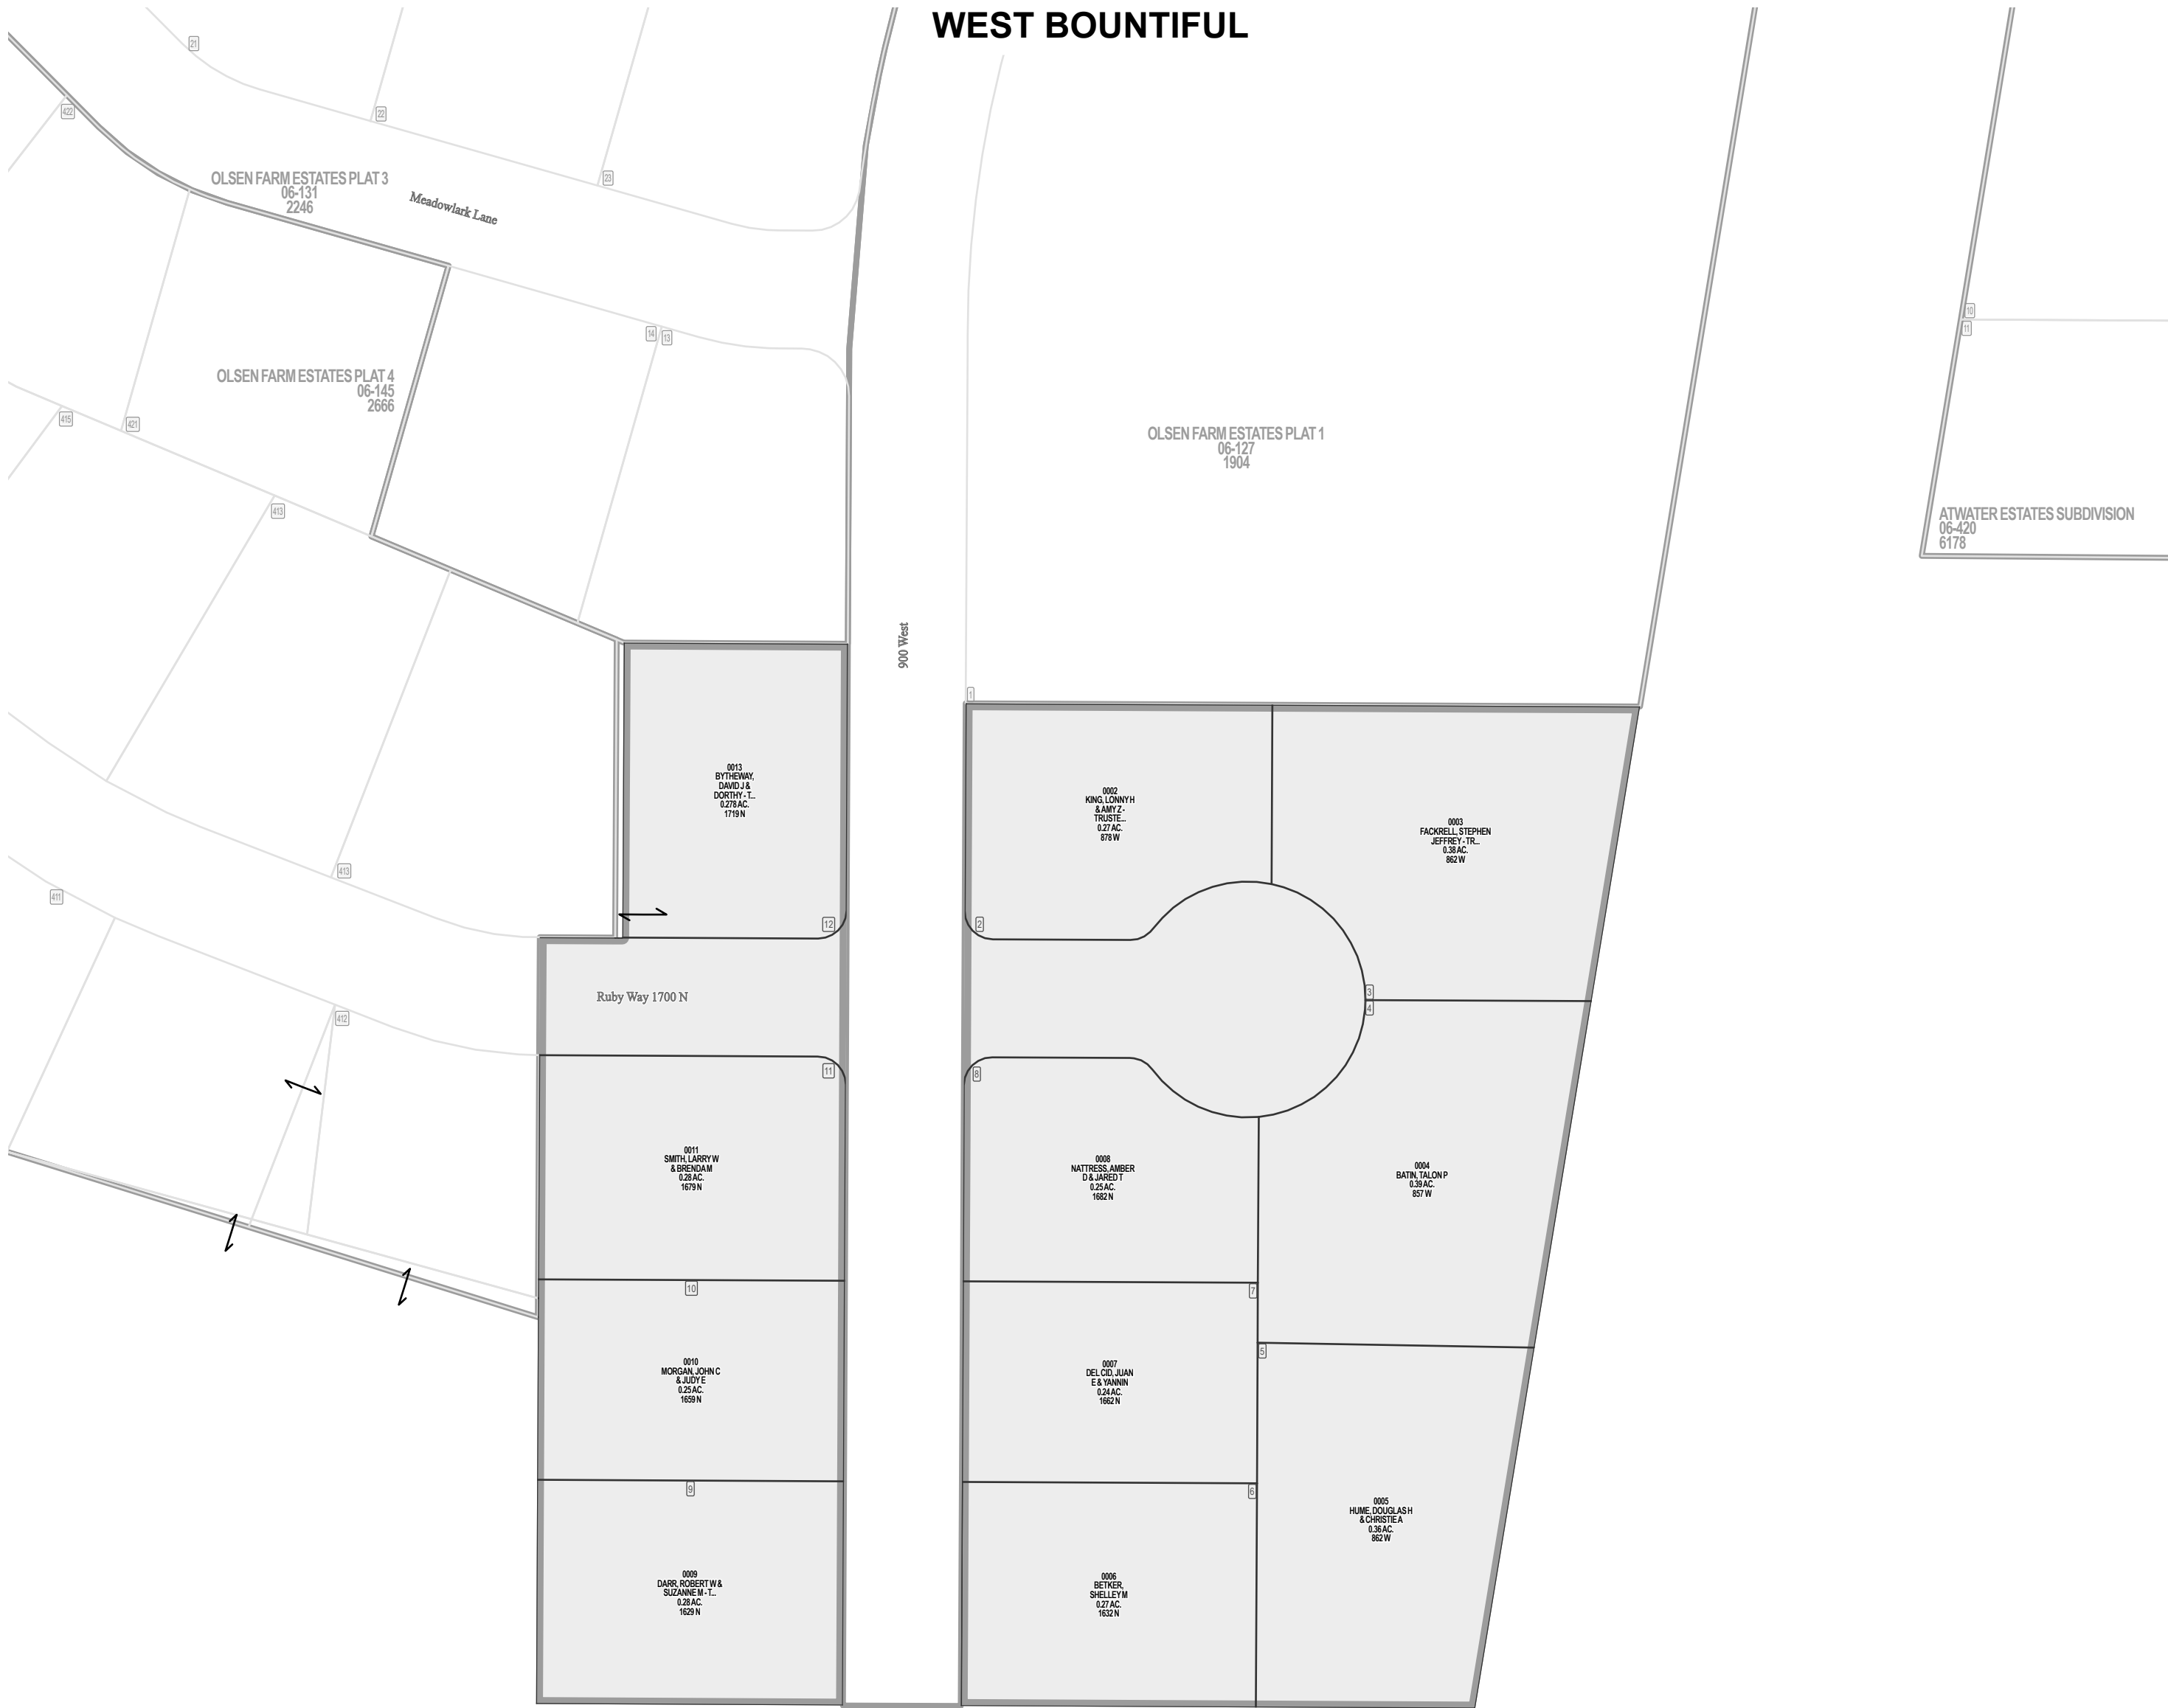 WEST BOUNTIFUL
21
422
22
23
OLSEN FARM ESTATES PLAT 3
06-131
2246
Meadowlark Lane
14
13
10
11
OLSEN FARM ESTATES PLAT 4
06-145
2666
415
421
OLSEN FARM ESTATES PLAT 1
06-127
1904
413
ATWATER ESTATES SUBDIVISION
06-420
6178
900 West
1
0013
BYTHEWAY,
DAVID J &
DORTHY - T...
0.278 AC.
1719 N
0002
KING, LONNY H
& AMY Z -
TRUSTE...
0.27 AC.
878 W
0003
FACKRELL, STEPHEN
JEFFREY - TR...
0.38 AC.
862 W
413
411
12
2
Ruby Way 1700 N
3
4
412
11
8
0011
SMITH, LARRY W
& BRENDA M
0.28 AC.
1679 N
0008
NATTRESS, AMBER
D & JARED T
0.25 AC.
1682 N
0004
BATIN, TALON P
0.39 AC.
857 W
10
7
5
0010
MORGAN, JOHN C
& JUDY E
0.25 AC.
1659 N
0007
DEL CID, JUAN
E & YANNIN
0.24 AC.
1662 N
9
6
0005
HUME, DOUGLAS H
& CHRISTIE A
0.36 AC.
862 W
0009
DARR, ROBERT W &
SUZANNE M - T...
0.28 AC.
1629 N
0006
BETKER,
SHELLEY M
0.27 AC.
1632 N